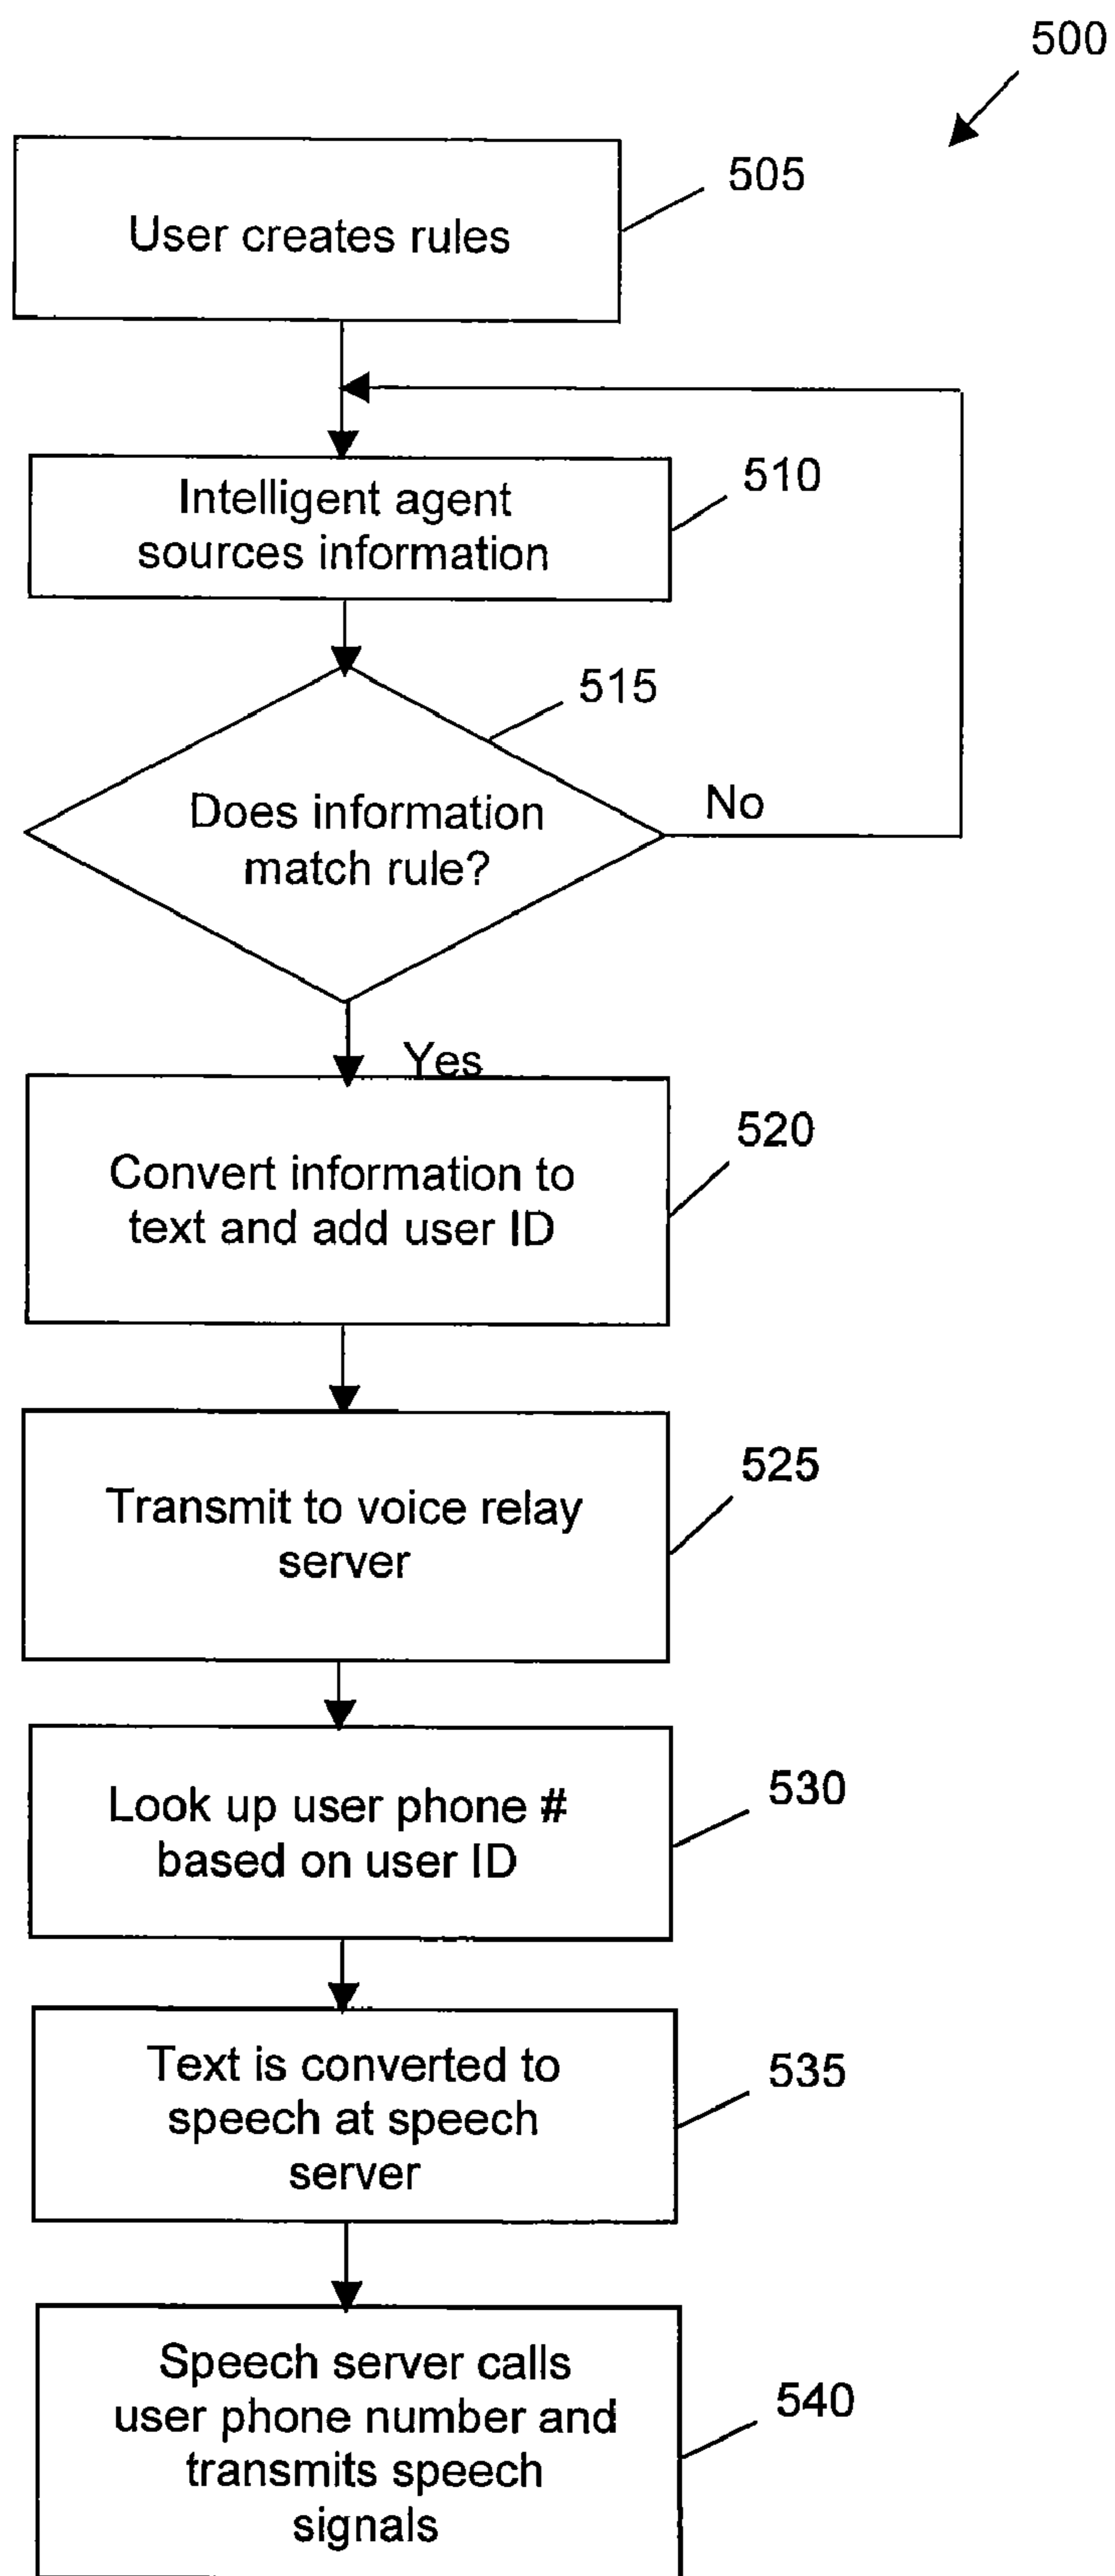 500
505
User creates rules
510
Intelligent agent
sources information
515
Does information
match rule?
No
Yes
520
Convert information to
text and add user ID
525
Transmit to voice relay
server
530
Look up user phone #
based on user ID
535
Text is converted to
speech at speech
server
540
Speech server calls
user phone number and
transmits speech
signals